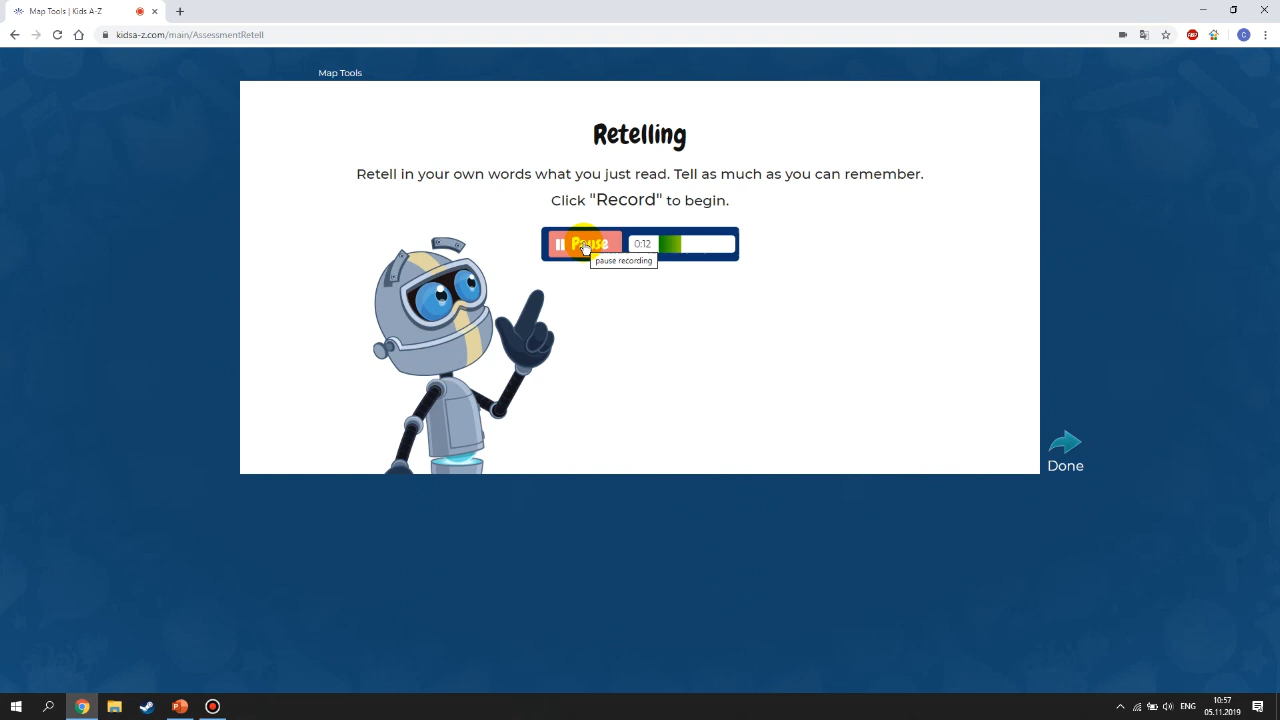 Map Tools | Kids A-Z
kidsa-z.com/main/AssessmentRetell
ABP
C
Map Tools
Retelling
Retell in your own words what you just read. Tell as much as you can remember.
Click "Record" to begin.
Pause
0:12
pause recording
Done
ENG
10:57
05.11.2019